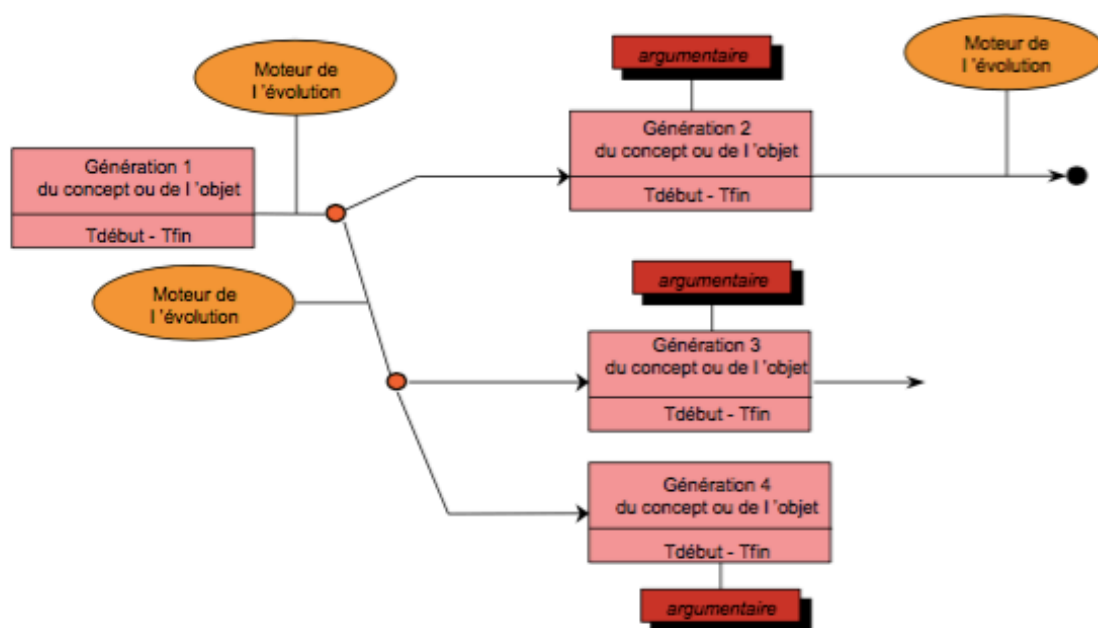 argumentaire
Moteur de
l 'évolution
Moteur de
l 'évolution
Génération 2
du concept ou de l 'objet
Tdébut - Tfin
Génération 1
du concept ou de l 'objet
Tdébut - Tfin
Moteur de
l 'évolution
argumentaire
Génération 3
du concept ou de l 'objet
Tdébut - Tfin
Génération 4
du concept ou de l 'objet
Tdébut - Tfin
argumentaire